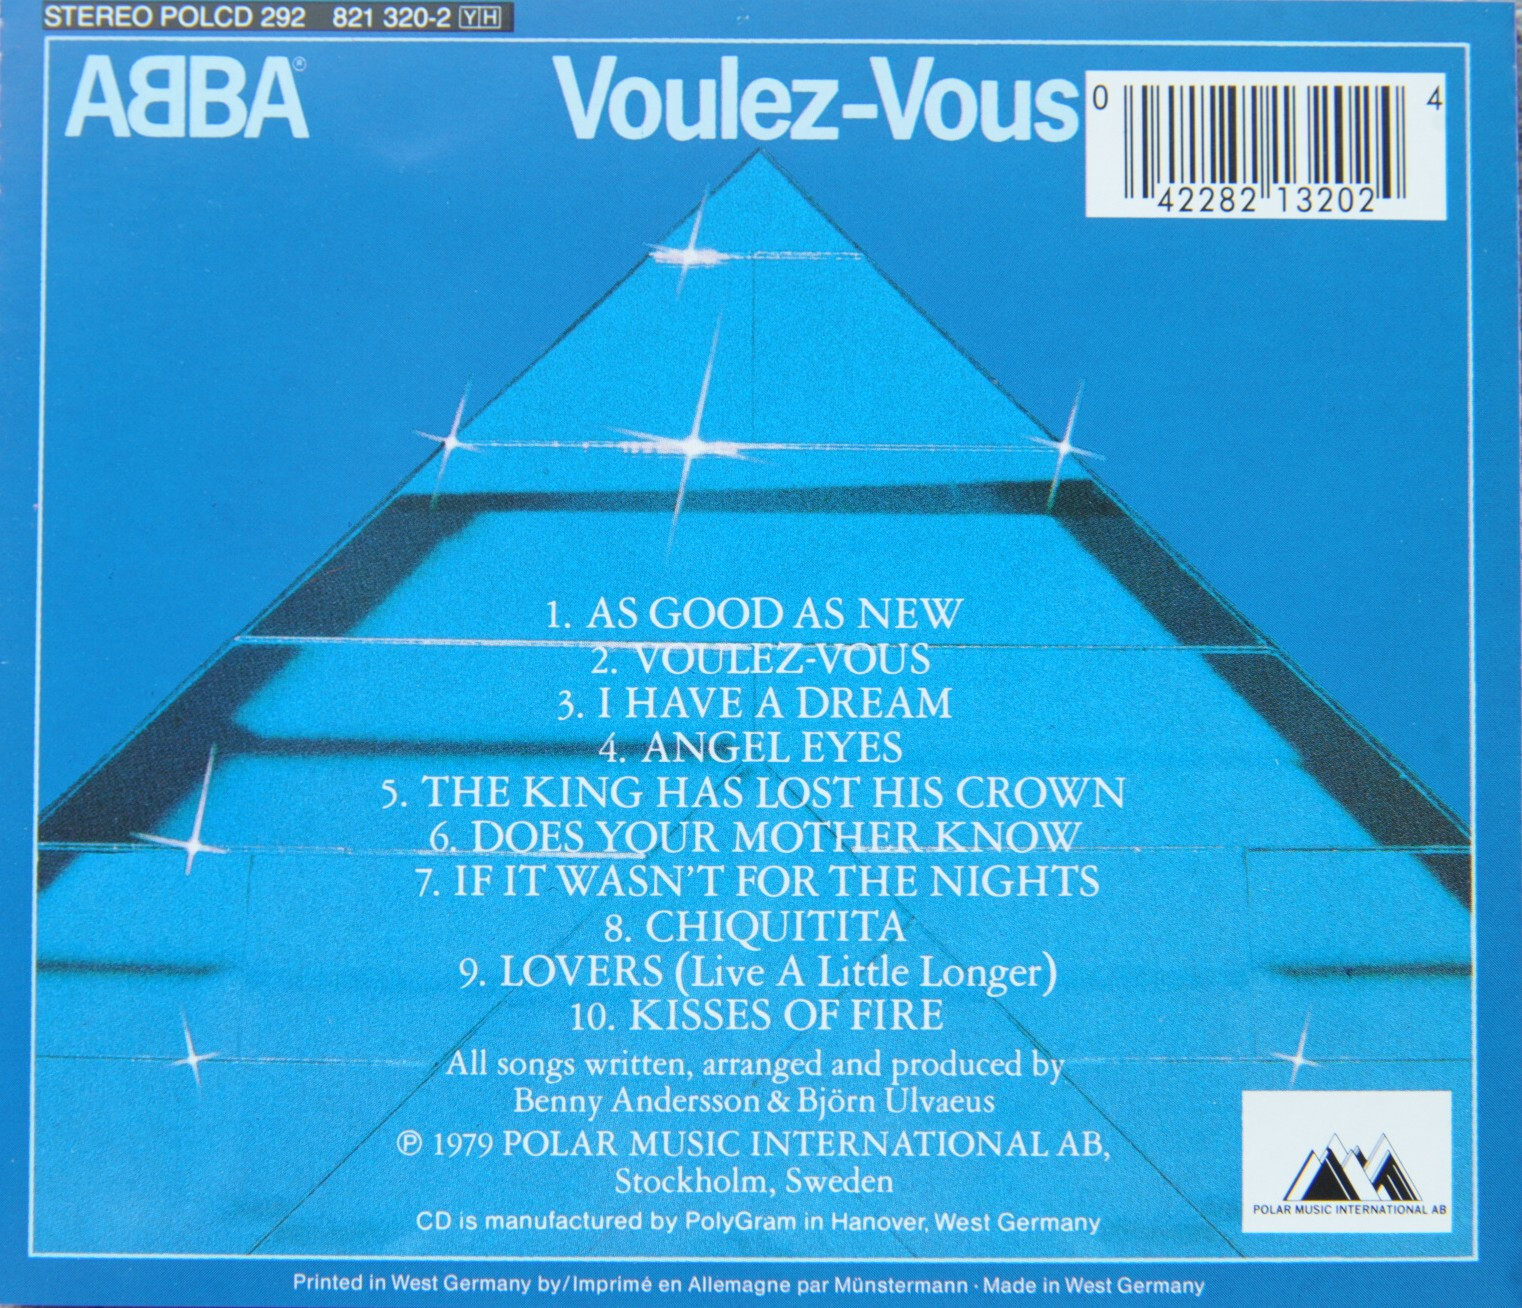 STEREO POLCD 292 821 320-2 YH
ABBA® Voulez-Vous
0 42282 13202 4
1. AS GOOD AS NEW
2. VOULEZ-VOUS
3. I HAVE A DREAM
4. ANGEL EYES
5. THE KING HAS LOST HIS CROWN
6. DOES YOUR MOTHER KNOW
7. IF IT WASN'T FOR THE NIGHTS
8. CHIQUITITA
9. LOVERS (Live A Little Longer)
10. KISSES OF FIRE
All songs written, arranged and produced by
Benny Andersson & Björn Ulvaeus
℗ 1979 POLAR MUSIC INTERNATIONAL AB,
Stockholm, Sweden
CD is manufactured by PolyGram in Hanover, West Germany
POLAR MUSIC INTERNATIONAL AB
Printed in West Germany by/Imprimé en Allemagne par Münstermann · Made in West Germany